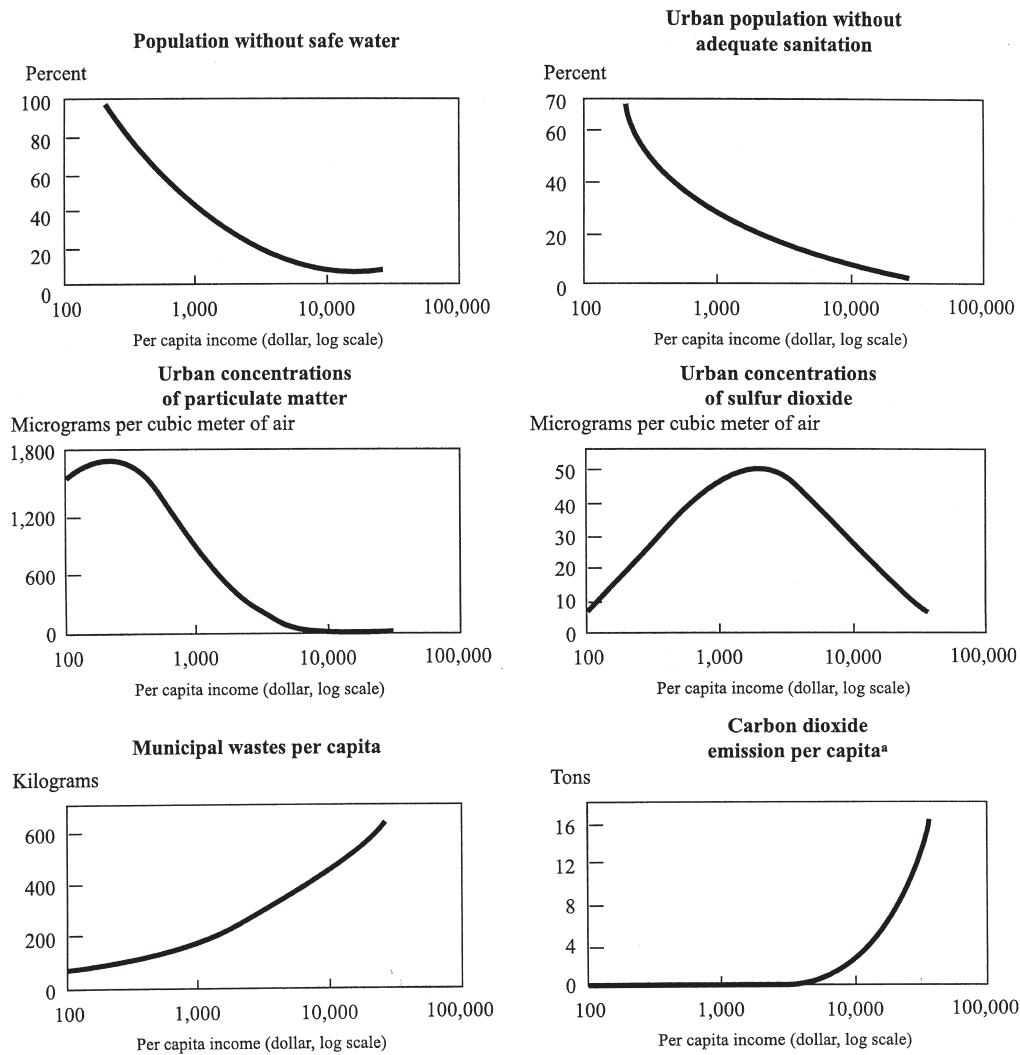 Population without safe water
Percent
100
80
60
40
20
0
100 1,000 10,000 100,000
Per capita income (dollar, log scale)
Urban population without
adequate sanitation
Percent
70
60
40
20
0
100 1,000 10,000 100,000
Per capita income (dollar, log scale)
Urban concentrations
of particulate matter
Micrograms per cubic meter of air
1,800
1,200
600
0
100 1,000 10,000 100,000
Per capita income (dollar, log scale)
Urban concentrations
of sulfur dioxide
Micrograms per cubic meter of air
50
40
30
20
10
0
100 1,000 10,000 100,000
Per capita income (dollar, log scale)
Municipal wastes per capita
Kilograms
600
400
200
0
100 1,000 10,000 100,000
Per capita income (dollar, log scale)
Carbon dioxide
emission per capitaᵃ
Tons
16
12
8
4
0
100 1,000 10,000 100,000
Per capita income (dollar, log scale)